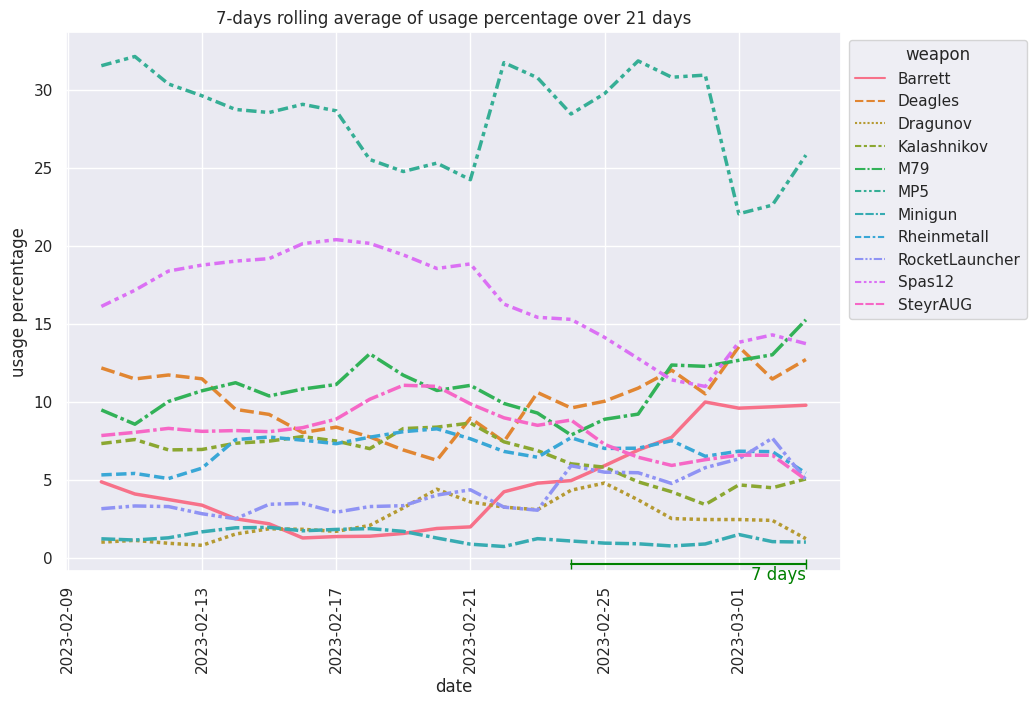 7-days rolling average of usage percentage over 21 days
usage percentage
30
25
20
15
10
5
0
2023-02-09
2023-02-13
2023-02-17
2023-02-21
2023-02-25
2023-03-01
date
7 days
weapon
Barrett
Deagles
Dragunov
Kalashnikov
M79
MP5
Minigun
Rheinmetall
RocketLauncher
Spas12
SteyrAUG